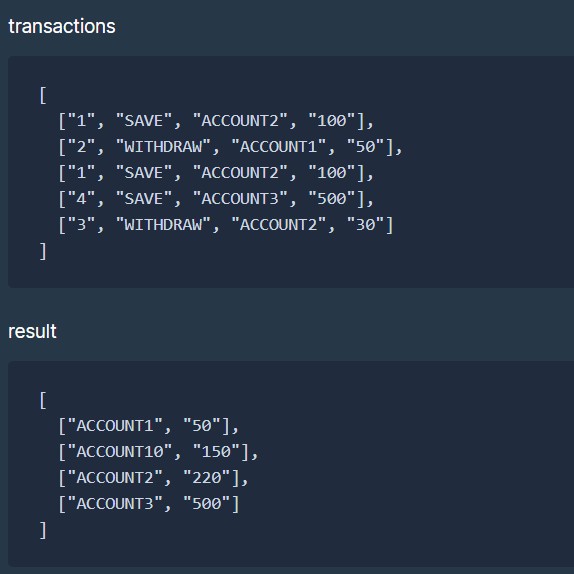 transactions
[
["1", "SAVE", "ACCOUNT2", "100"],
["2", "WITHDRAW", "ACCOUNT1", "50"],
["1", "SAVE", "ACCOUNT2", "100"],
["4", "SAVE", "ACCOUNT3", "500"],
["3", "WITHDRAW", "ACCOUNT2", "30"]
]
result
[
["ACCOUNT1", "50"],
["ACCOUNT10", "150"],
["ACCOUNT2", "220"],
["ACCOUNT3", "500"]
]